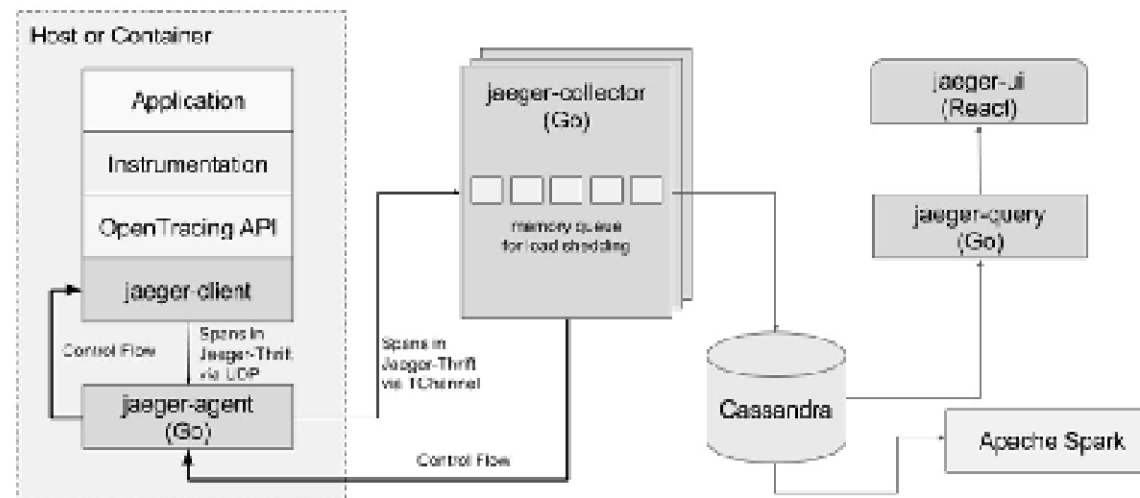 Host or Container
Application
Instrumentation
OpenTracing API
jaeger-client
Control Flow
Spans in
Jaeger-Thrift
via UDP
jaeger-agent
(Go)
Spans in
Jaeger-Thrift
via TChannel
Control Flow
jaeger-collector
(Go)
memory queue
for load shedding
Cassandra
jaeger-ui
(React)
jaeger-query
(Go)
Apache Spark